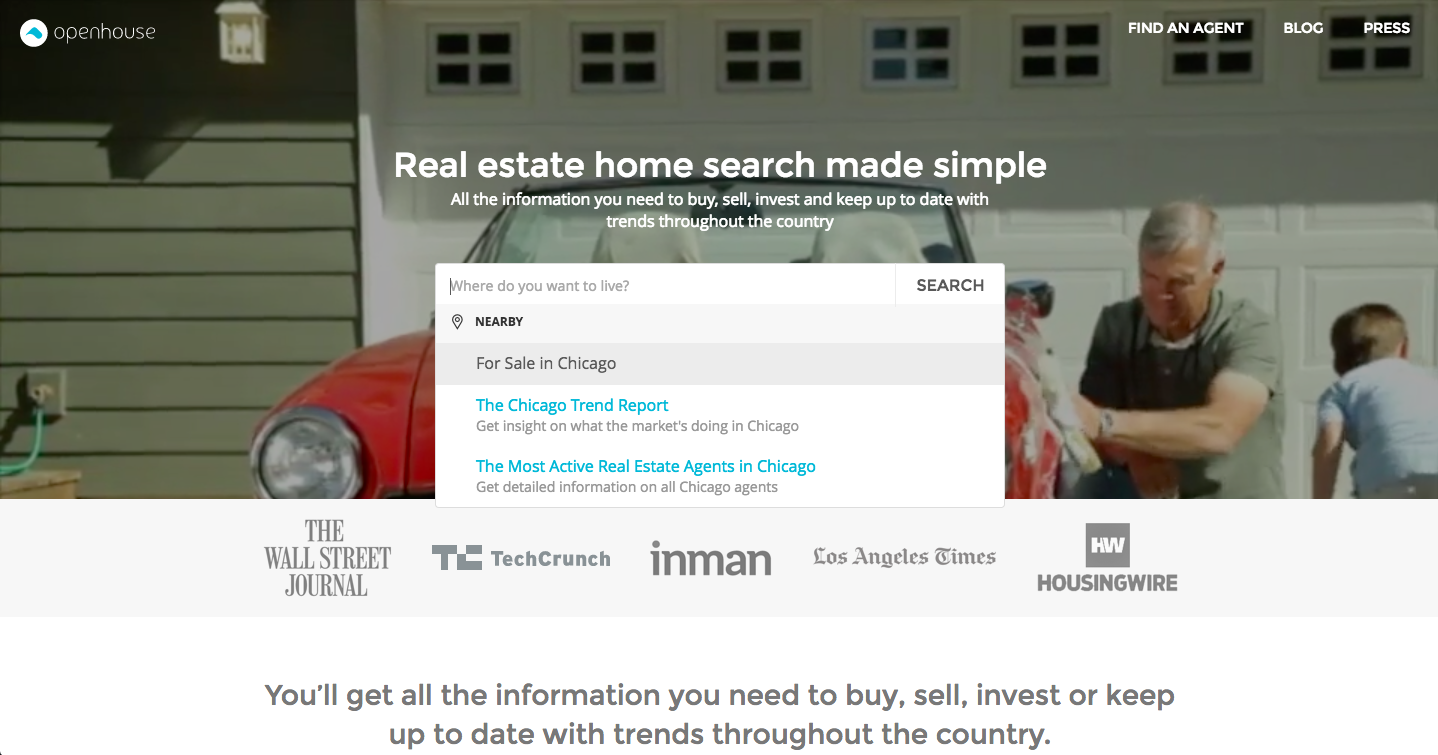 openhouse
FIND AN AGENT BLOG PRESS
Real estate home search made simple
All the information you need to buy, sell, invest and keep up to date with
trends throughout the country
Where do you want to live?
SEARCH
NEARBY
For Sale in Chicago
The Chicago Trend Report
Get insight on what the market's doing in Chicago
The Most Active Real Estate Agents in Chicago
Get detailed information on all Chicago agents
THE
WALL STREET
JOURNAL
TC TechCrunch
inman
Los Angeles Times
HW
HOUSINGWIRE
You’ll get all the information you need to buy, sell, invest or keep
up to date with trends throughout the country.